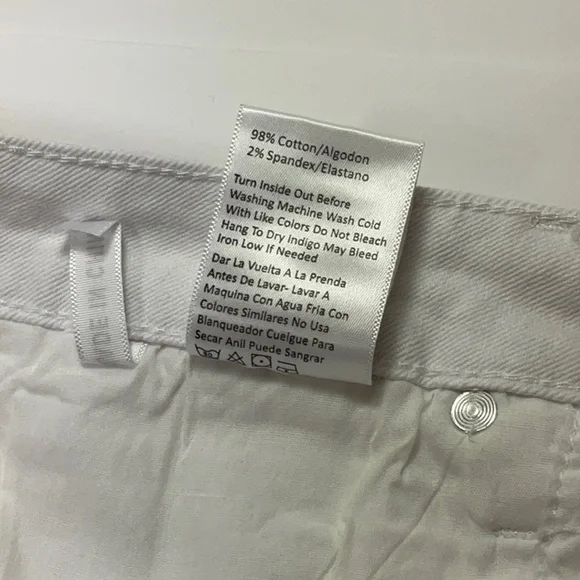 98% Cotton/Algodon
2% Spandex/Elastano
Turn Inside Out Before
Washing Machine Wash Cold
With Like Colors Do Not Bleach
Hang To Dry Indigo May Bleed
Iron Low If Needed
Dar La Vuelta A La Prenda
Antes De Lavar- Lavar A
Maquina Con Agua Fria Con
Colores Similares No Usa
Blanqueador Cuelgue Para
Secar Anil Puede Sangrar